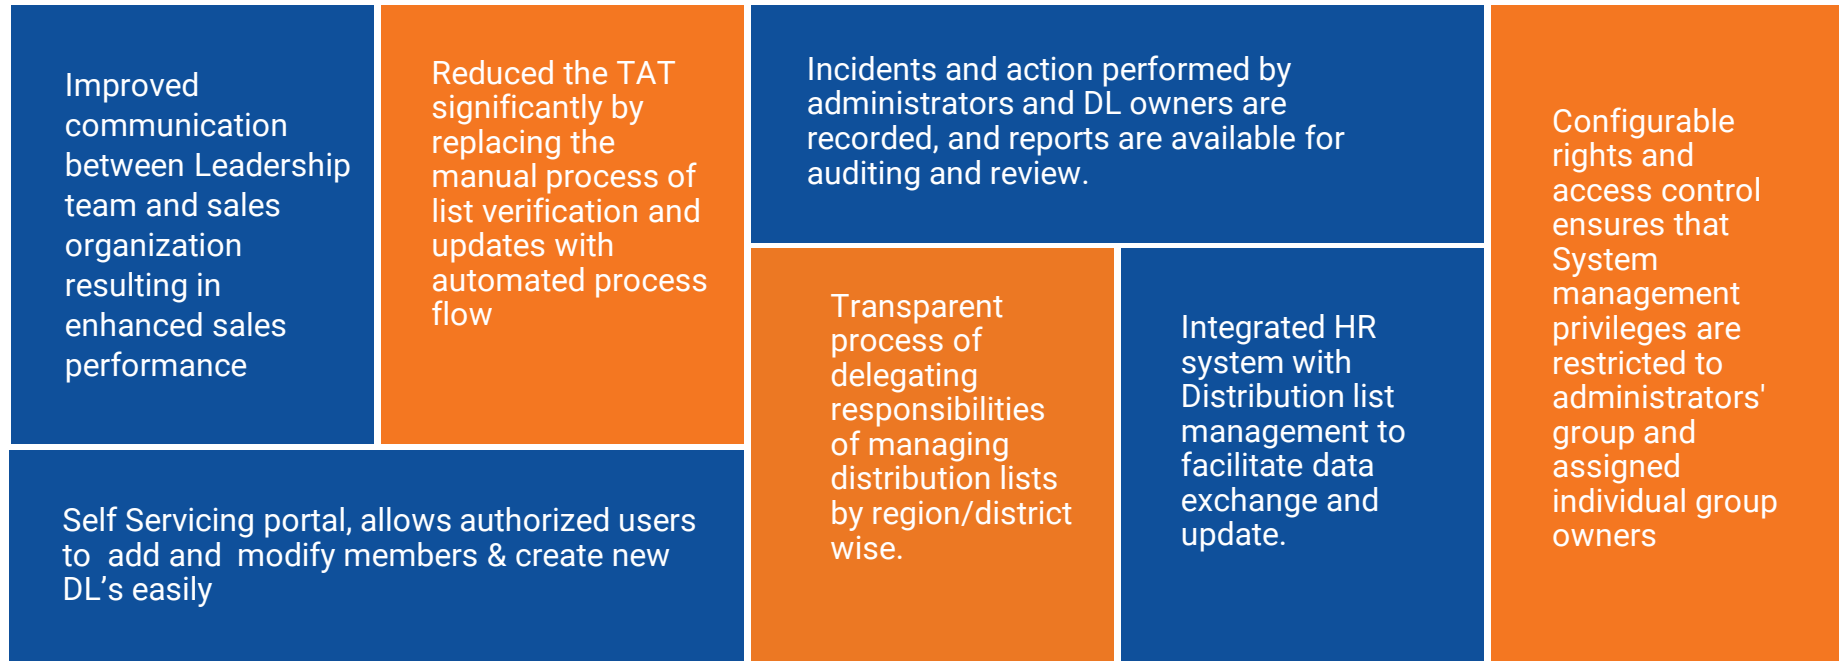 Improved
communication
between Leadership
team and sales
organization
resulting in
enhanced sales
performance
Reduced the TAT
significantly by
replacing the
manual process of
list verification and
updates with
automated process
flow
Incidents and action performed by
administrators and DL owners are
recorded, and reports are available for
auditing and review.
Configurable
rights and
access control
ensures that
System
management
privileges are
restricted to
administrators'
group and
assigned
individual group
owners
Transparent
process of
delegating
responsibilities
of managing
distribution lists
by region/district
wise.
Integrated HR
system with
Distribution list
management to
facilitate data
exchange and
update.
Self Servicing portal, allows authorized users
to  add and  modify members & create new
DL’s easily